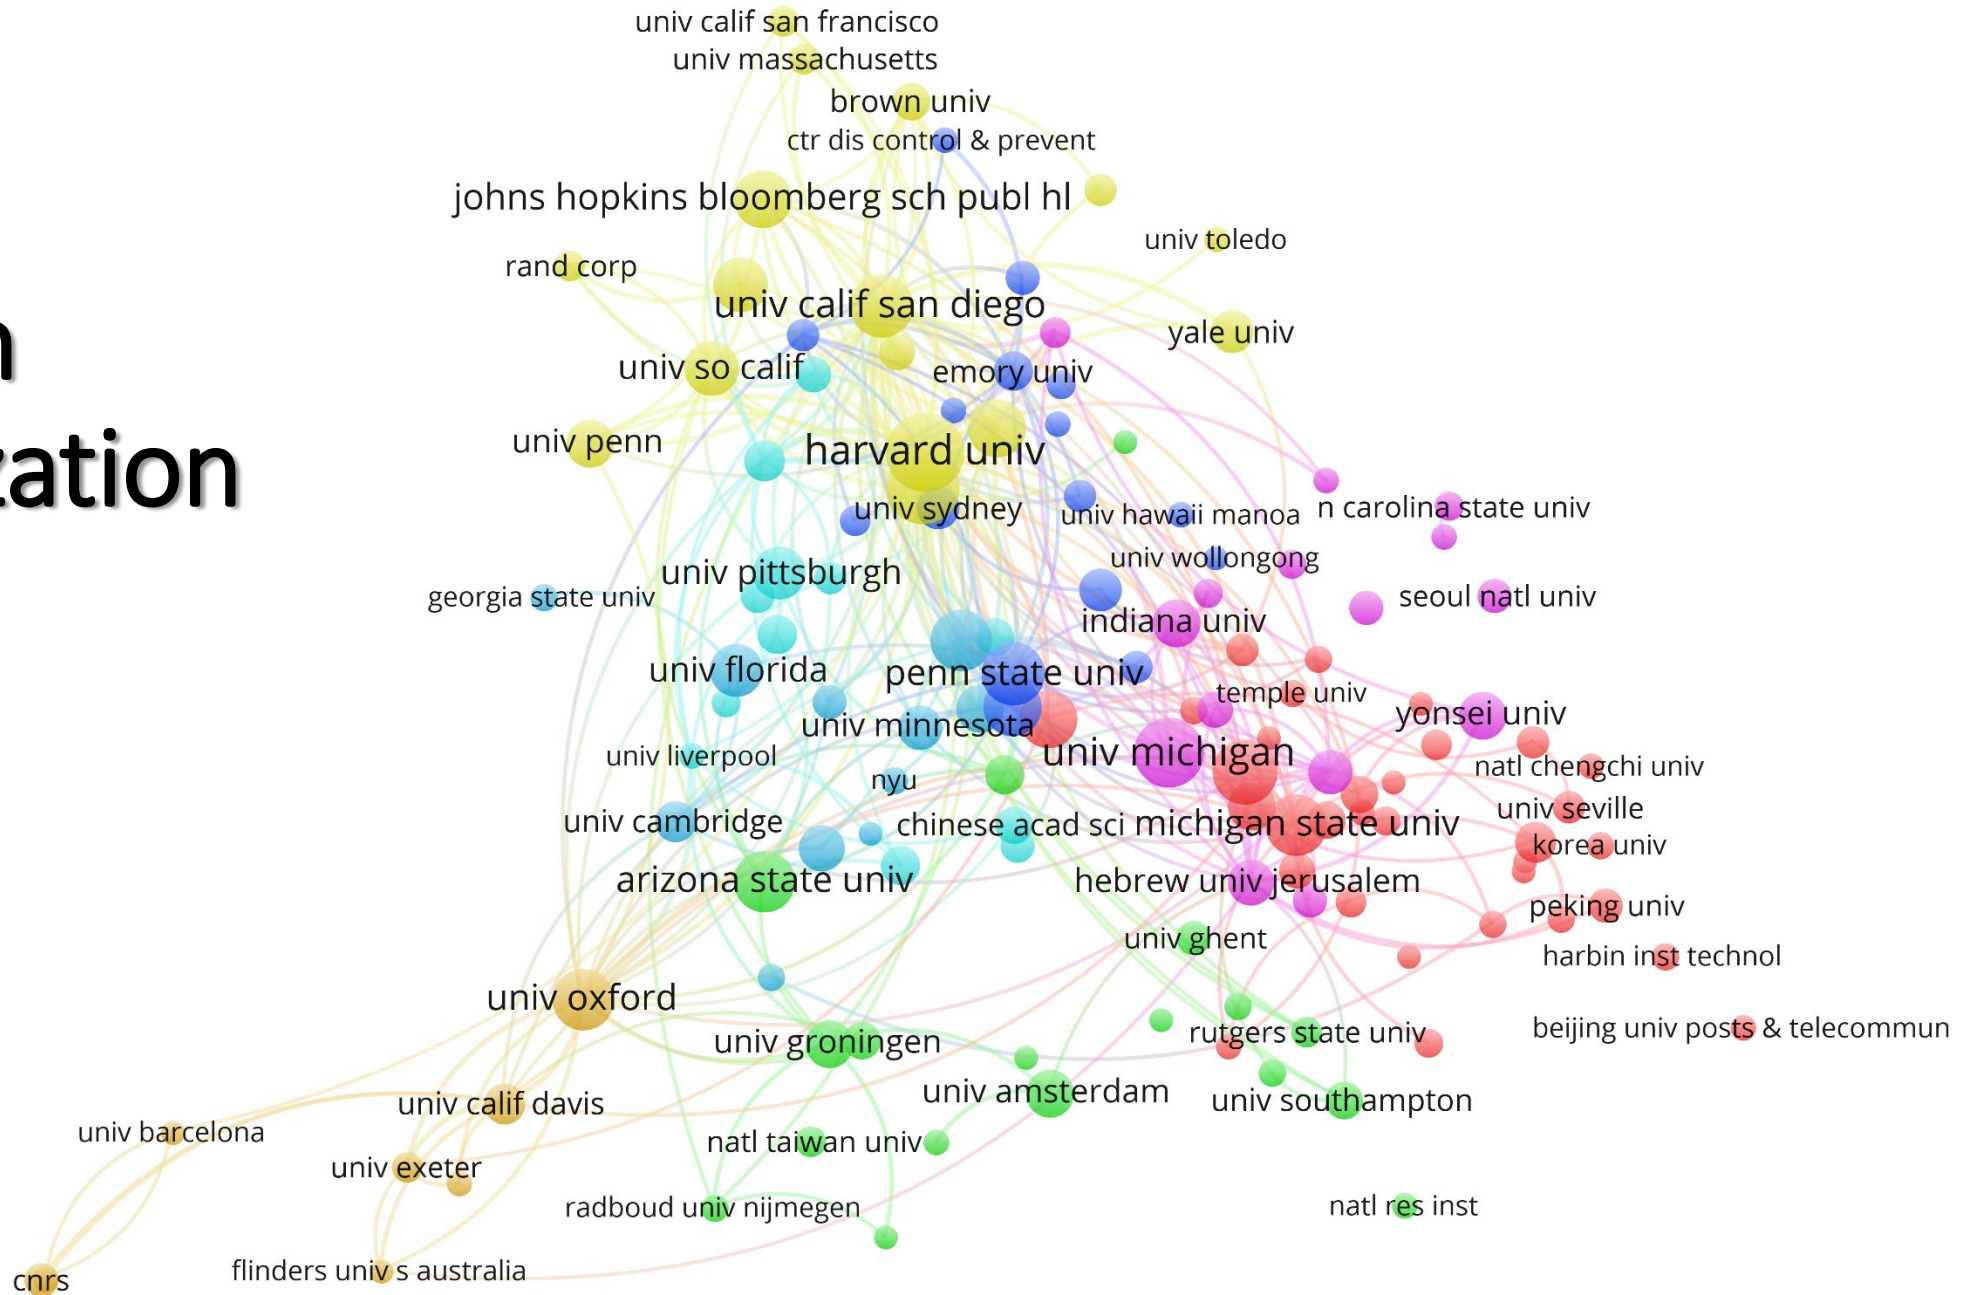 n
zation
univ calif san francisco
univ massachusetts
brown univ
ctr dis control & prevent
johns hopkins bloomberg sch publ hl
univ toledo
rand corp
univ calif san diego
yale univ
univ so calif
emory univ
univ penn
harvard univ
univ sydney
univ hawaii manoa
n carolina state univ
univ wollongong
univ pittsburgh
georgia state univ
seoul natl univ
indiana univ
univ florida
penn state univ
temple univ
yonsei univ
univ minnesota
univ michigan
univ liverpool
natl chengchi univ
nyu
univ seville
univ cambridge
chinese acad sci
michigan state univ
korea univ
arizona state univ
hebrew univ jerusalem
peking univ
univ ghent
harbin inst technol
univ oxford
rutgers state univ
beijing univ posts & telecommun
univ groningen
univ amsterdam
univ southampton
univ calif davis
univ barcelona
natl taiwan univ
univ exeter
radboud univ nijmegen
natl res inst
flinders univ s australia
cnrs